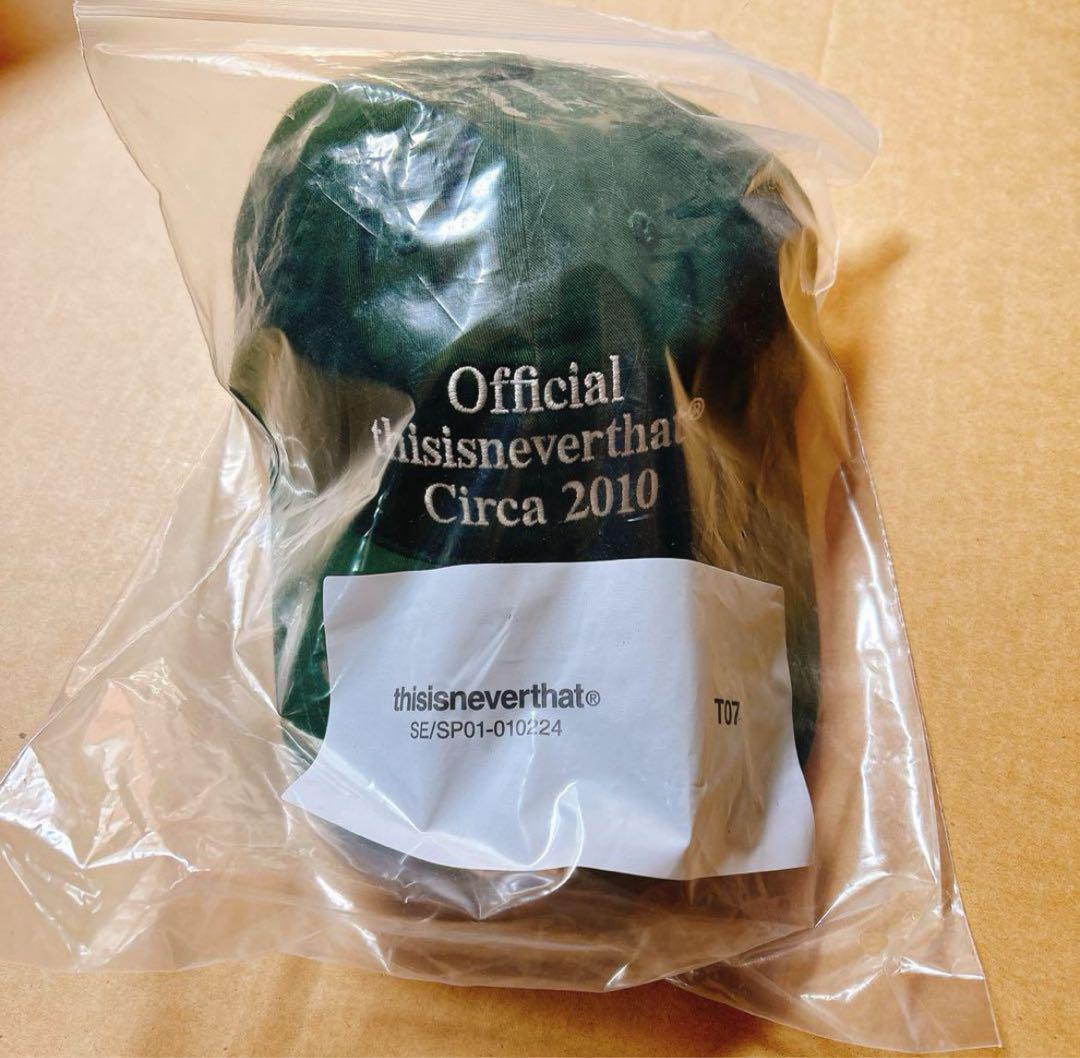 Official
thisisneverthat®
Circa 2010
thisisneverthat®
SE/SP01-010224
T07